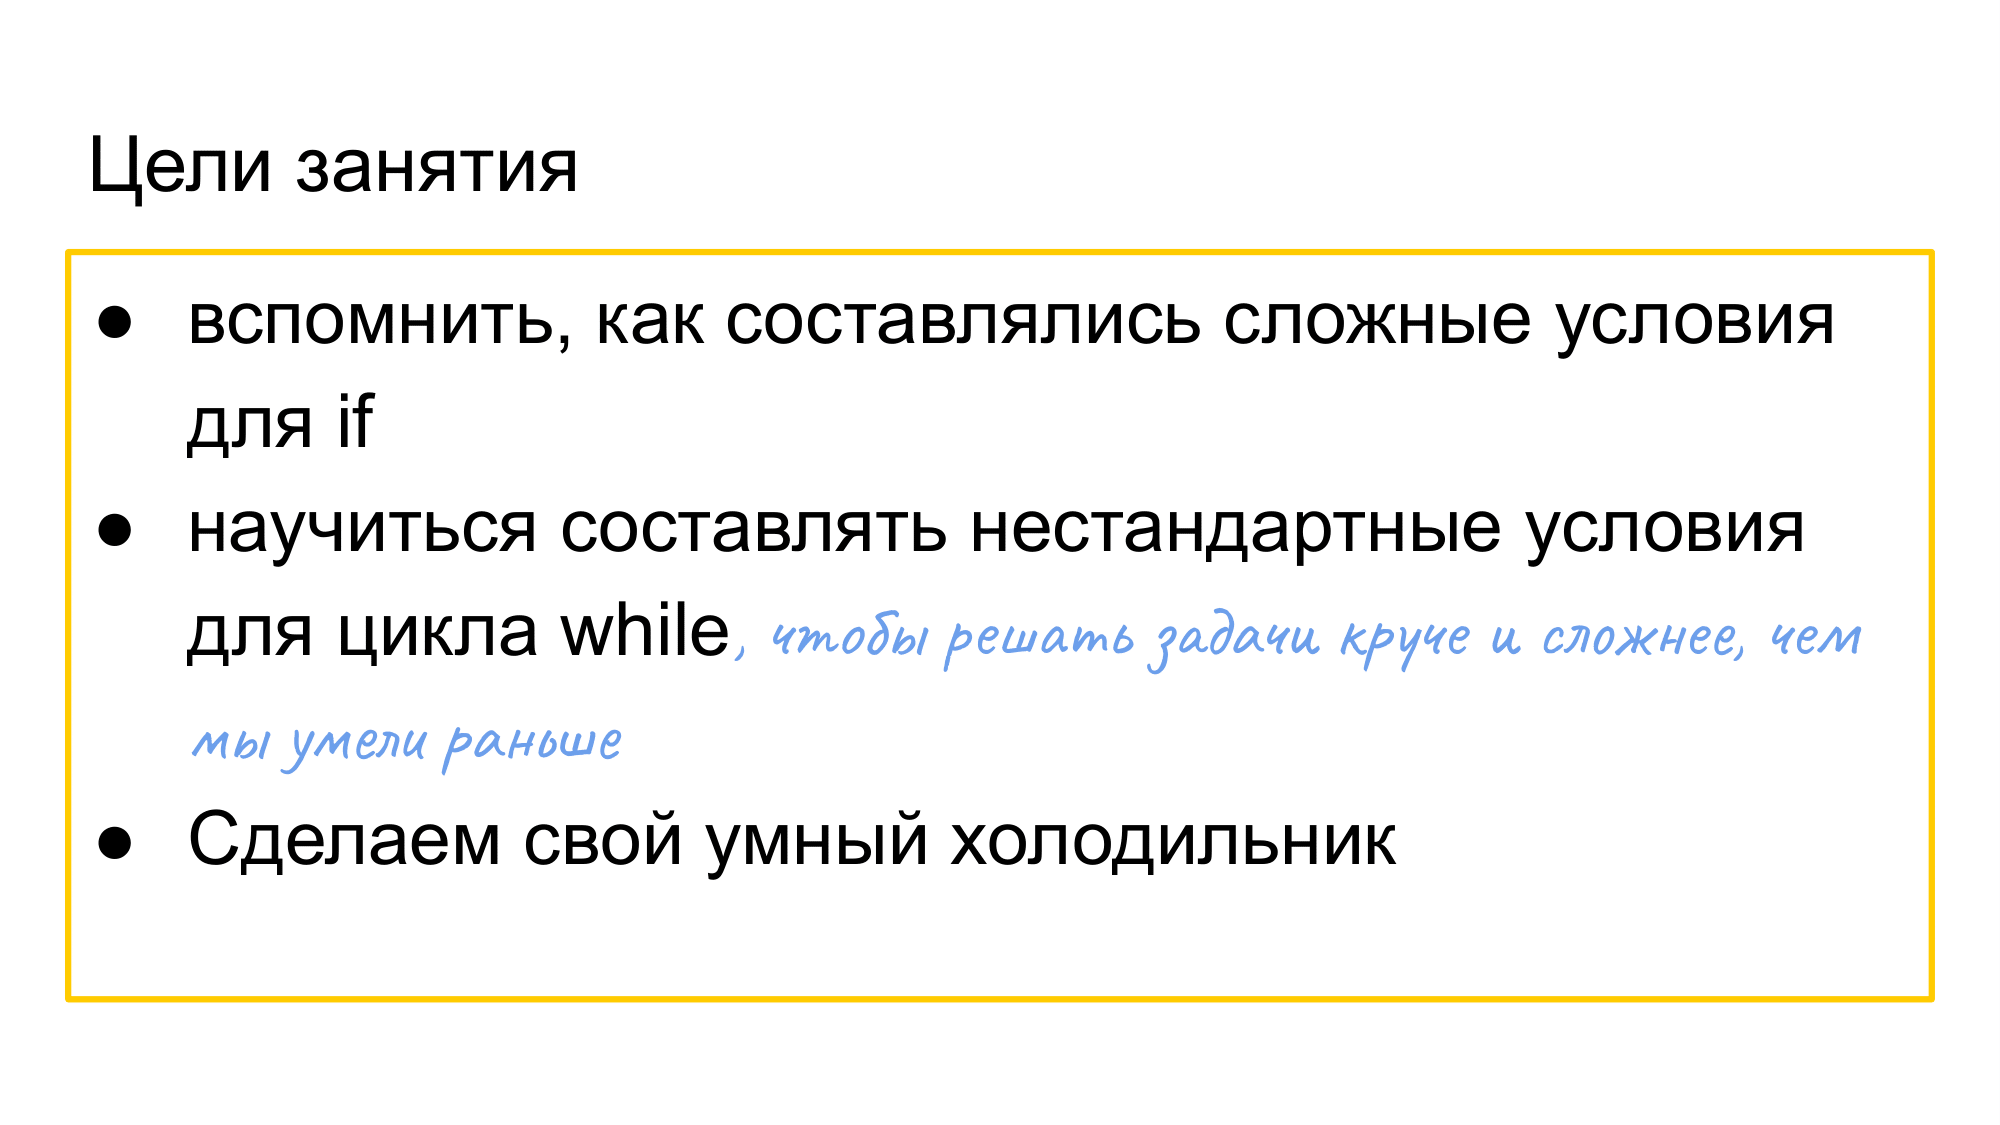 Цели занятия
● вспомнить, как составлялись сложные условия
для if
● научиться составлять нестандартные условия
для цикла while, чтобы решать задачи круче и сложнее, чем
мы умели раньше
● Сделаем свой умный холодильник